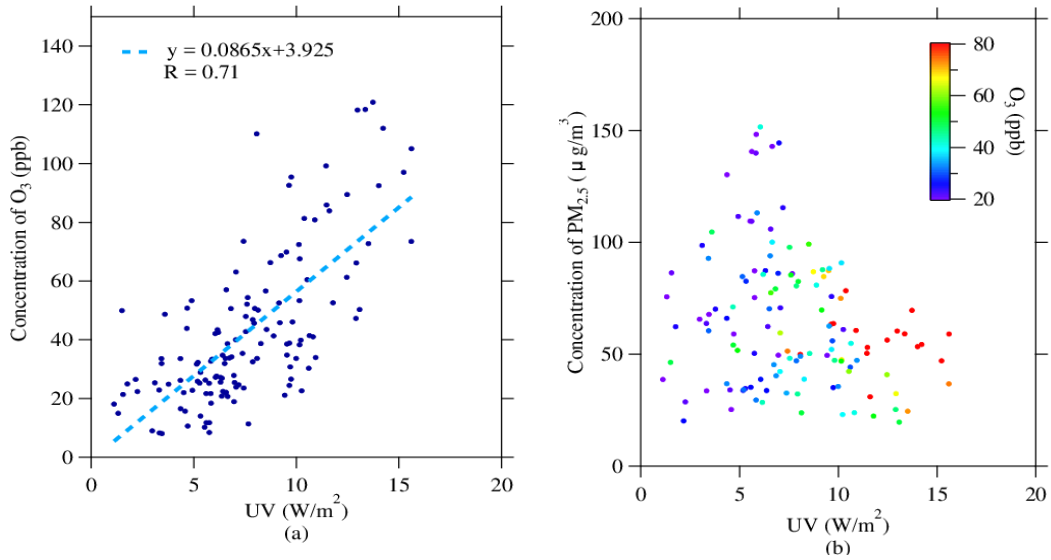 140
120
100
80
60
40
20
0
Concentration of O3 (ppb)
y = 0.0865x+3.925
R = 0.71
0 5 10 15 20
UV (W/m2)
(a)
200
150
100
50
0
Concentration of PM2.5 ( μ g/m3)
80
60
40
20
O3 (ppb)
0 5 10 15 20
UV (W/m2)
(b)